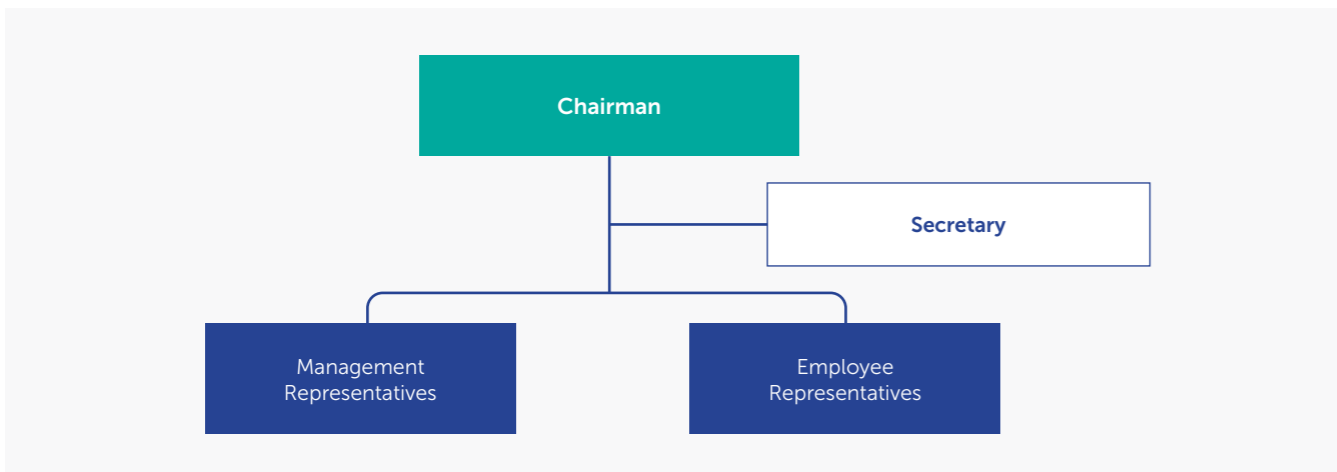 Chairman
Secretary
Management
Representatives
Employee
Representatives